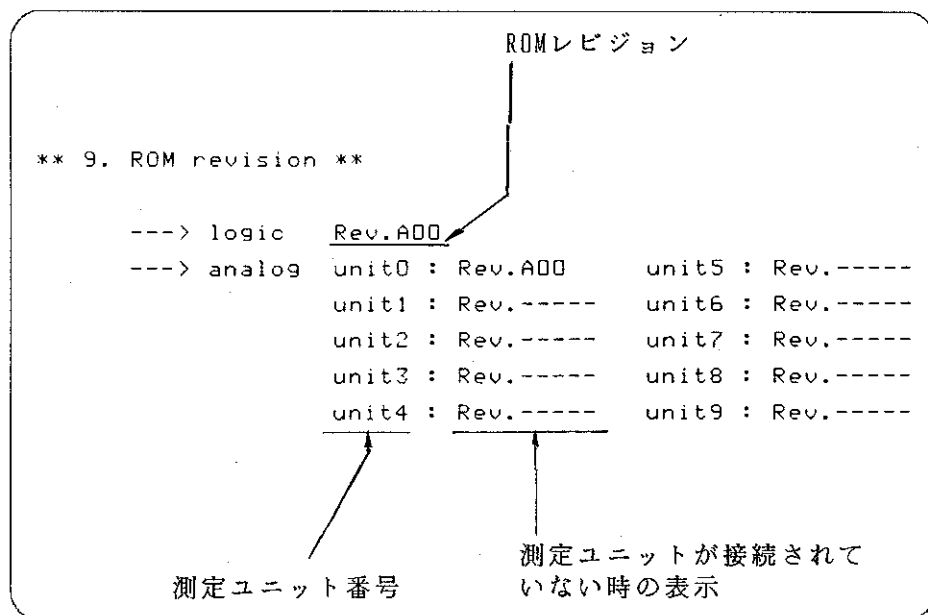 ROMレビジョン
** 9. ROM revision **
---> logic Rev.A00
---> analog unit0 : Rev.A00 unit5 : Rev.-----
unit1 : Rev.----- unit6 : Rev.-----
unit2 : Rev.----- unit7 : Rev.-----
unit3 : Rev.----- unit8 : Rev.-----
unit4 : Rev.----- unit9 : Rev.-----
測定ユニット番号
測定ユニットが接続されて
いない時の表示